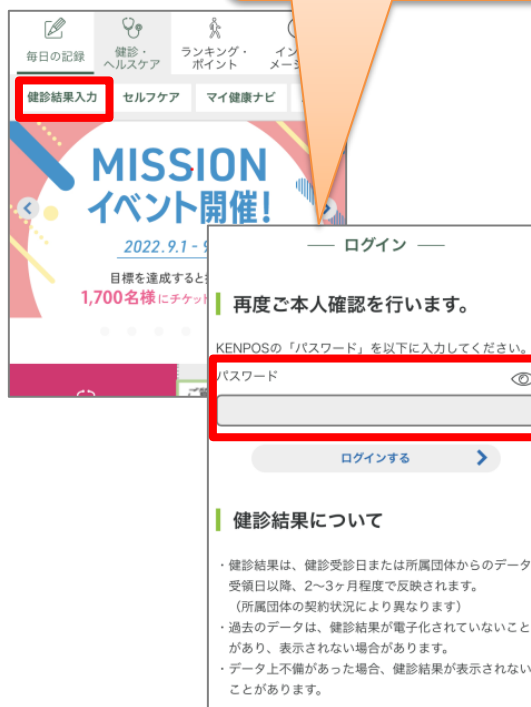 毎日の記録
健診・
ヘルスケア
ランキング・
ポイント
健診結果入力
セルフケア
マイ健康ナビ
MISSION
イベント開催!
2022.9.1 -
目標を達成すると
1,700名様にチケット
ログイン
再度ご本人確認を行います。
KENPOSの「パスワード」を以下に入力してください。
パスワード
ログインする
健診結果について
・健診結果は、健診受診日または所属団体からのデータ
受領日以降、2〜3ヶ月程度で反映されます。
（所属団体の契約状況により異なります）
・過去のデータは、健診結果が電子化されていないこと
があり、表示されない場合があります。
・データ上不備があった場合、健診結果が表示されない
ことがあります。